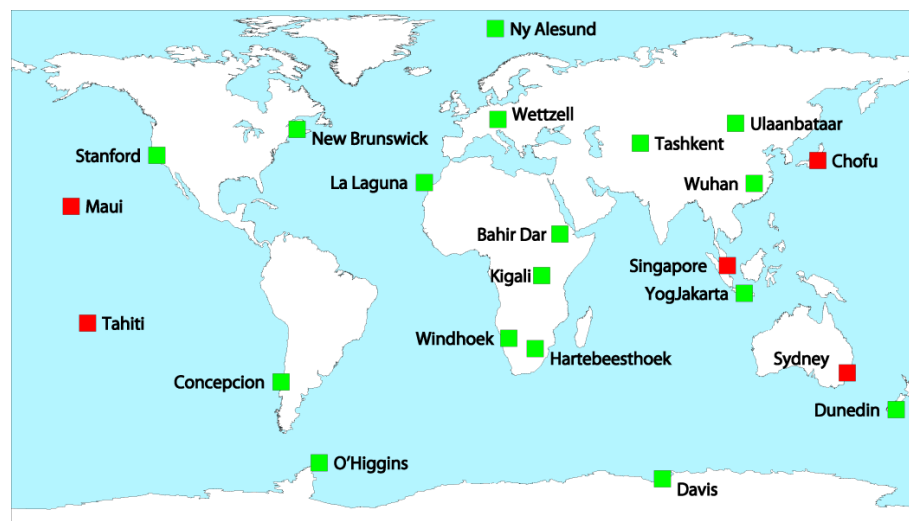 Ny Alesund
Wettzell
Ulaanbataar
New Brunswick
Tashkent
Stanford
Chofu
La Laguna
Wuhan
Maui
Bahir Dar
Singapore
Kigali
YogJakarta
Tahiti
Windhoek
Hartebeesthoek
Sydney
Concepcion
Dunedin
O'Higgins
Davis